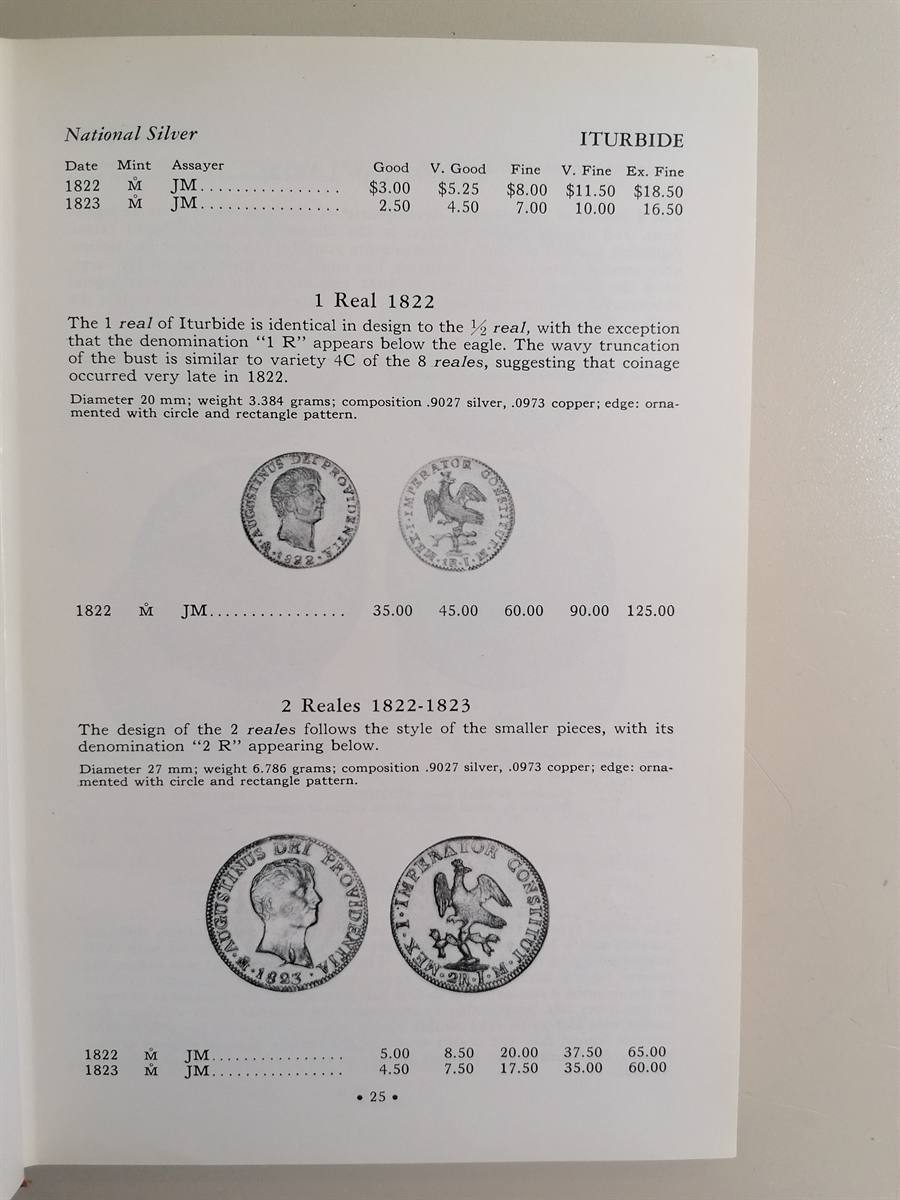 National Silver ITURBIDE
Date Mint Assayer Good V. Good Fine V. Fine Ex. Fine
1822 M̊ JM................ $3.00 $5.25 $8.00 $11.50 $18.50
1823 M̊ JM................ 2.50 4.50 7.00 10.00 16.50
1 Real 1822
The 1 real of Iturbide is identical in design to the ½ real, with the exception
that the denomination “1 R” appears below the eagle. The wavy truncation
of the bust is similar to variety 4C of the 8 reales, suggesting that coinage
occurred very late in 1822.
Diameter 20 mm; weight 3.384 grams; composition .9027 silver, .0973 copper; edge: orna-
mented with circle and rectangle pattern.
AUGUSTINUS DEI PROVIDENTIA
M̊ · 1822 ·
MEX · I · IMPERATOR CONSTITUT · M
· 1R · I ·
1822 M̊ JM................ 35.00 45.00 60.00 90.00 125.00
2 Reales 1822-1823
The design of the 2 reales follows the style of the smaller pieces, with its
denomination “2 R” appearing below.
Diameter 27 mm; weight 6.786 grams; composition .9027 silver, .0973 copper; edge: orna-
mented with circle and rectangle pattern.
AUGUSTINUS DEI PROVIDENTIA
M̊ · 1823 ·
MEX · I · IMPERATOR CONSTITUT · M
· 2R · I ·
1822 M̊ JM................ 5.00 8.50 20.00 37.50 65.00
1823 M̊ JM................ 4.50 7.50 17.50 35.00 60.00
• 25 •